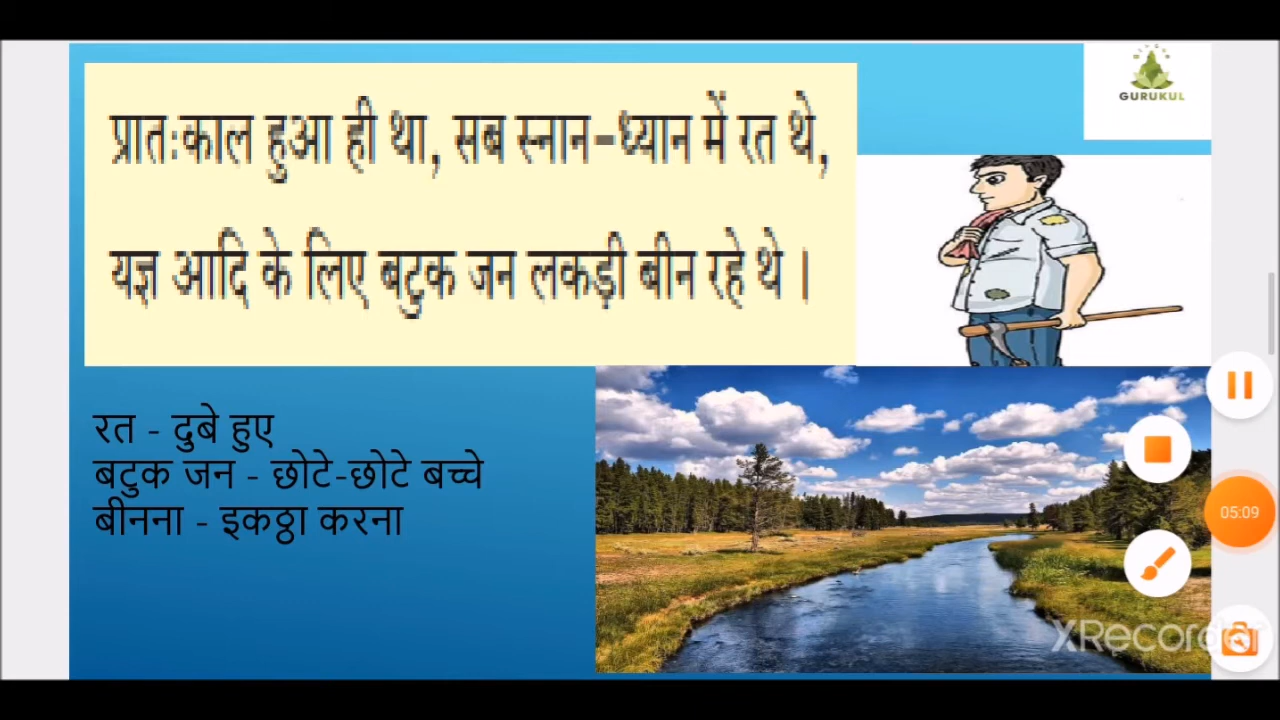 GURUKUL
प्रातःकाल हुआ ही था, सब स्नान-ध्यान में रत थे,
यज्ञ आदि के लिए बटुक जन लकड़ी बीन रहे थे।
रत - दुबे हुए
बटुक जन - छोटे-छोटे बच्चे
बीनना - इकठ्ठा करना
05:09
XRecorder